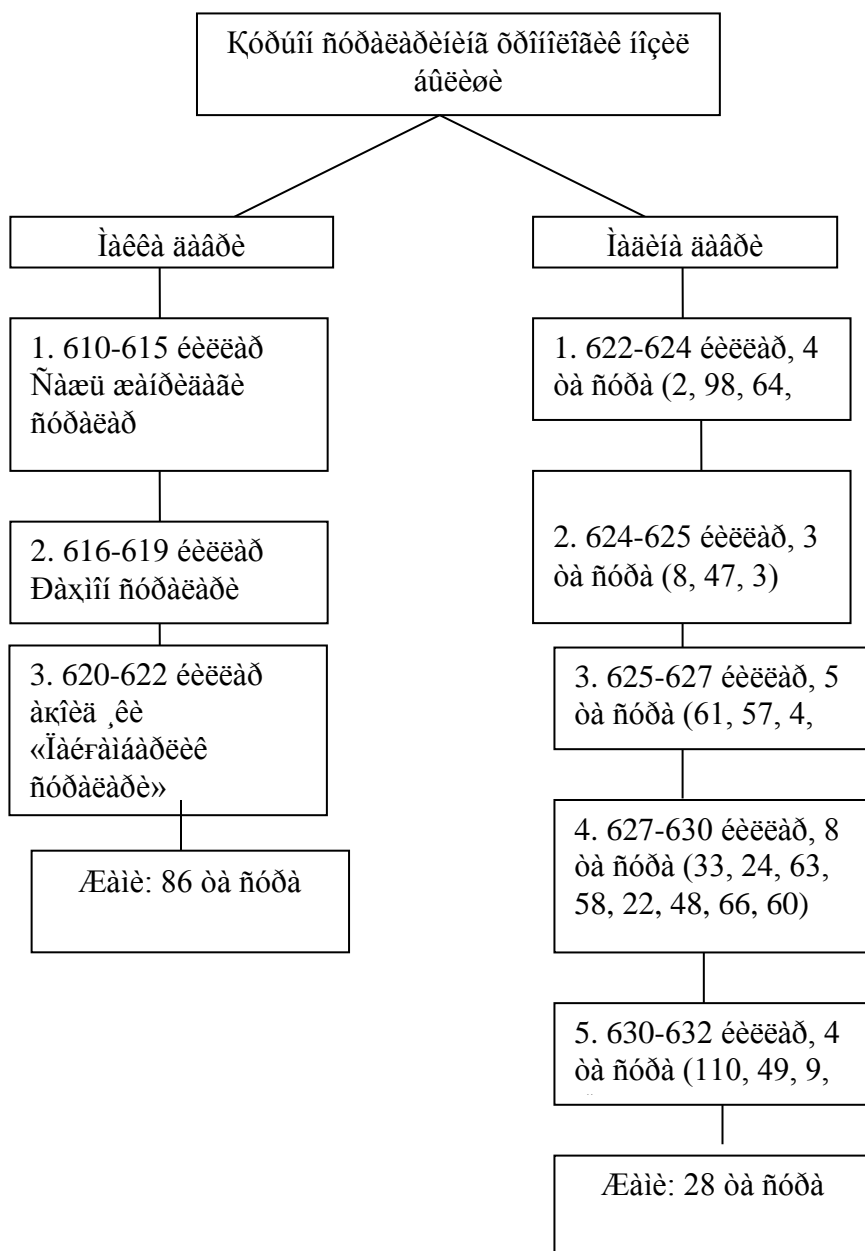 Қóðúîí ñóðàëàðèíèíã õðîíîëîãèê íîçèë
áûëèøè
Ìàêêà äàâðè
1. 610-615 éèëëàð
Ñàæü æàíðèäàãè
ñóðàëàð
2. 616-619 éèëëàð
Ðàҳìîí ñóðàëàðè
3. 620-622 éèëëàð
àқîèä ¸êè
«Ïàéғàìáàðëèê
ñóðàëàðè»
Æàìè: 86 òà ñóðà
Ìàäèíà äàâðè
1. 622-624 éèëëàð, 4
òà ñóðà (2, 98, 64,
2. 624-625 éèëëàð, 3
òà ñóðà (8, 47, 3)
3. 625-627 éèëëàð, 5
òà ñóðà (61, 57, 4,
4. 627-630 éèëëàð, 8
òà ñóðà (33, 24, 63,
58, 22, 48, 66, 60)
5. 630-632 éèëëàð, 4
òà ñóðà (110, 49, 9,
Æàìè: 28 òà ñóðà